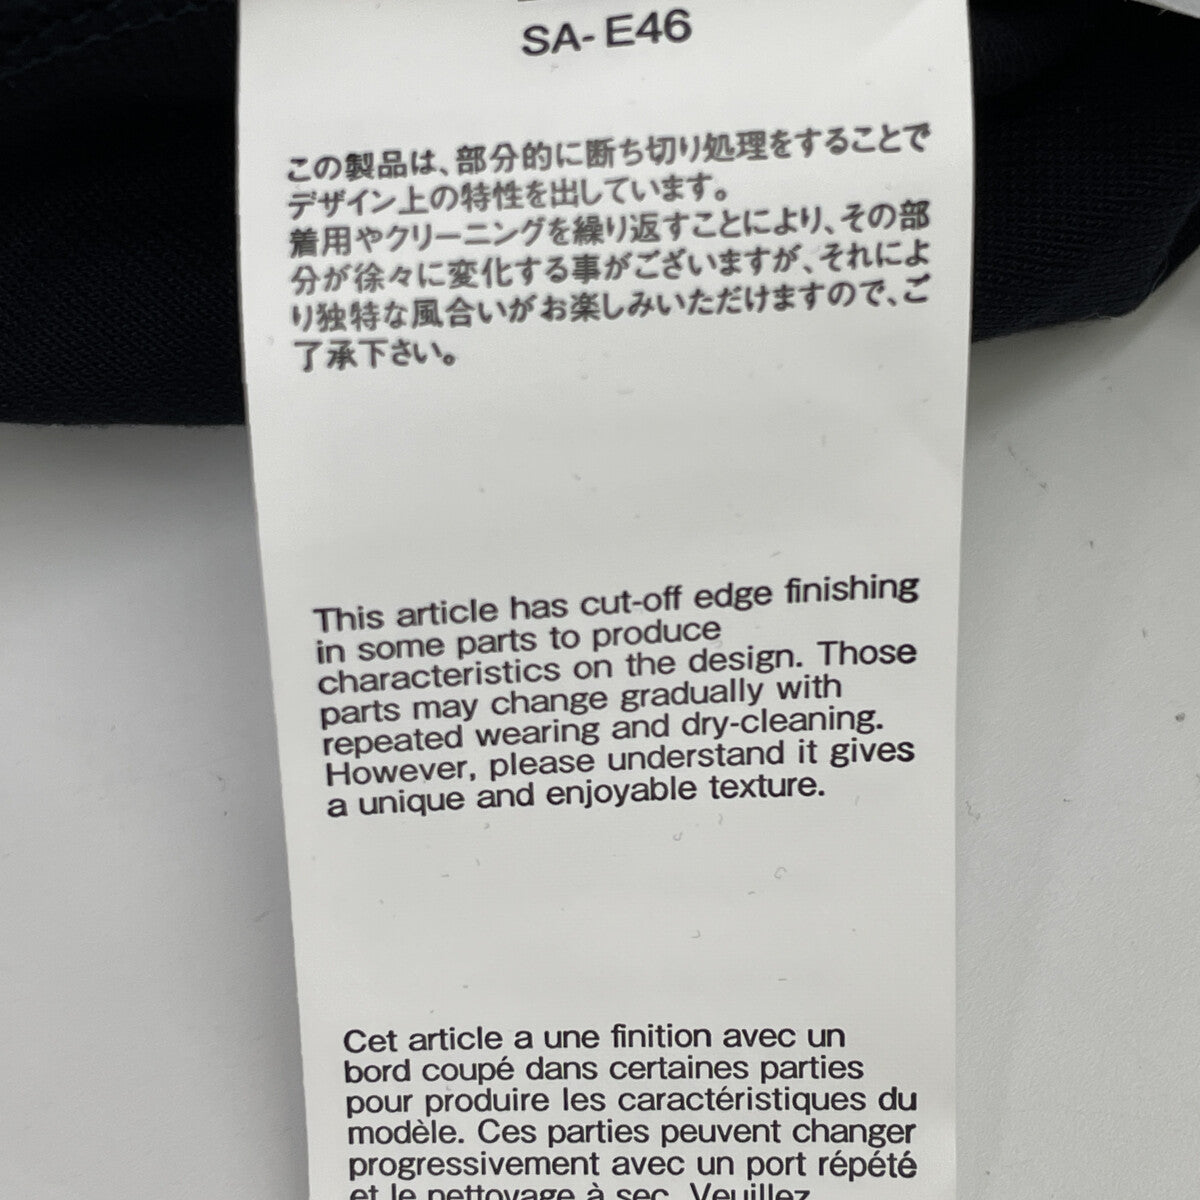 SA- E46
この製品は、部分的に断ち切り処理をすることで
デザイン上の特性を出しています。
着用やクリーニングを繰り返すことにより、その部
分が徐々に変化する事がございますが、それによ
り独特な風合いがお楽しみいただけますので、ご
了承下さい。
This article has cut-off edge finishing
in some parts to produce
characteristics on the design. Those
parts may change gradually with
repeated wearing and dry-cleaning.
However, please understand it gives
a unique and enjoyable texture.
Cet article a une finition avec un
bord coupé dans certaines parties
pour produire les caractéristiques du
modèle. Ces parties peuvent changer
progressivement avec un port répété
et le nettoyage à sec. Veuillez